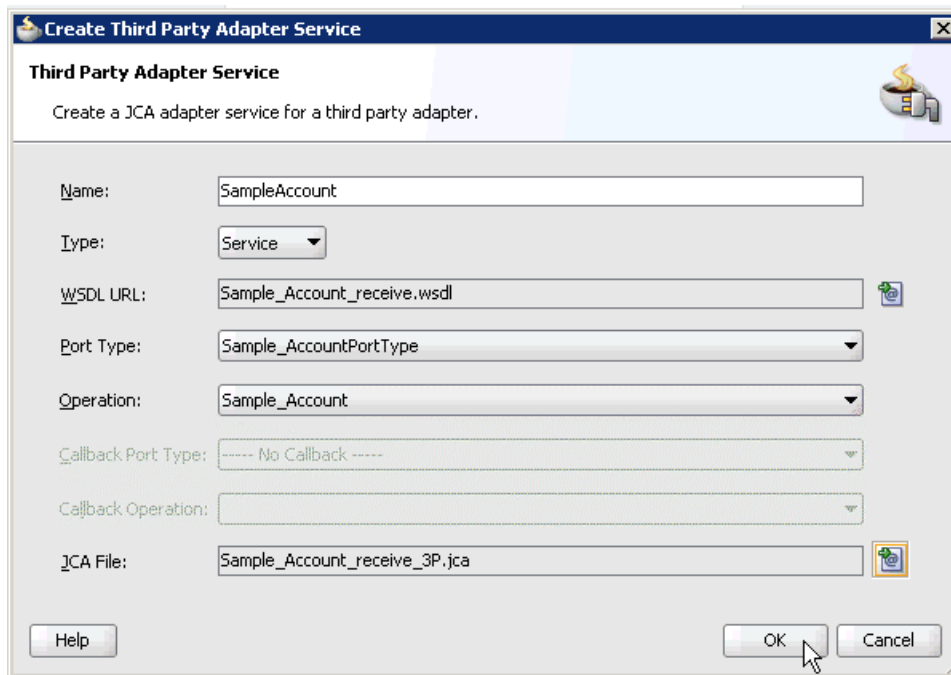 Create Third Party Adapter Service
Third Party Adapter Service
Create a JCA adapter service for a third party adapter.
Name: SampleAccount
Type: Service
WSDL URL: Sample_Account_receive.wsdl
Port Type: Sample_AccountPortType
Operation: Sample_Account
Callback Port Type: ----- No Callback -----
Callback Operation:
JCA File: Sample_Account_receive_3P.jca
Help OK Cancel